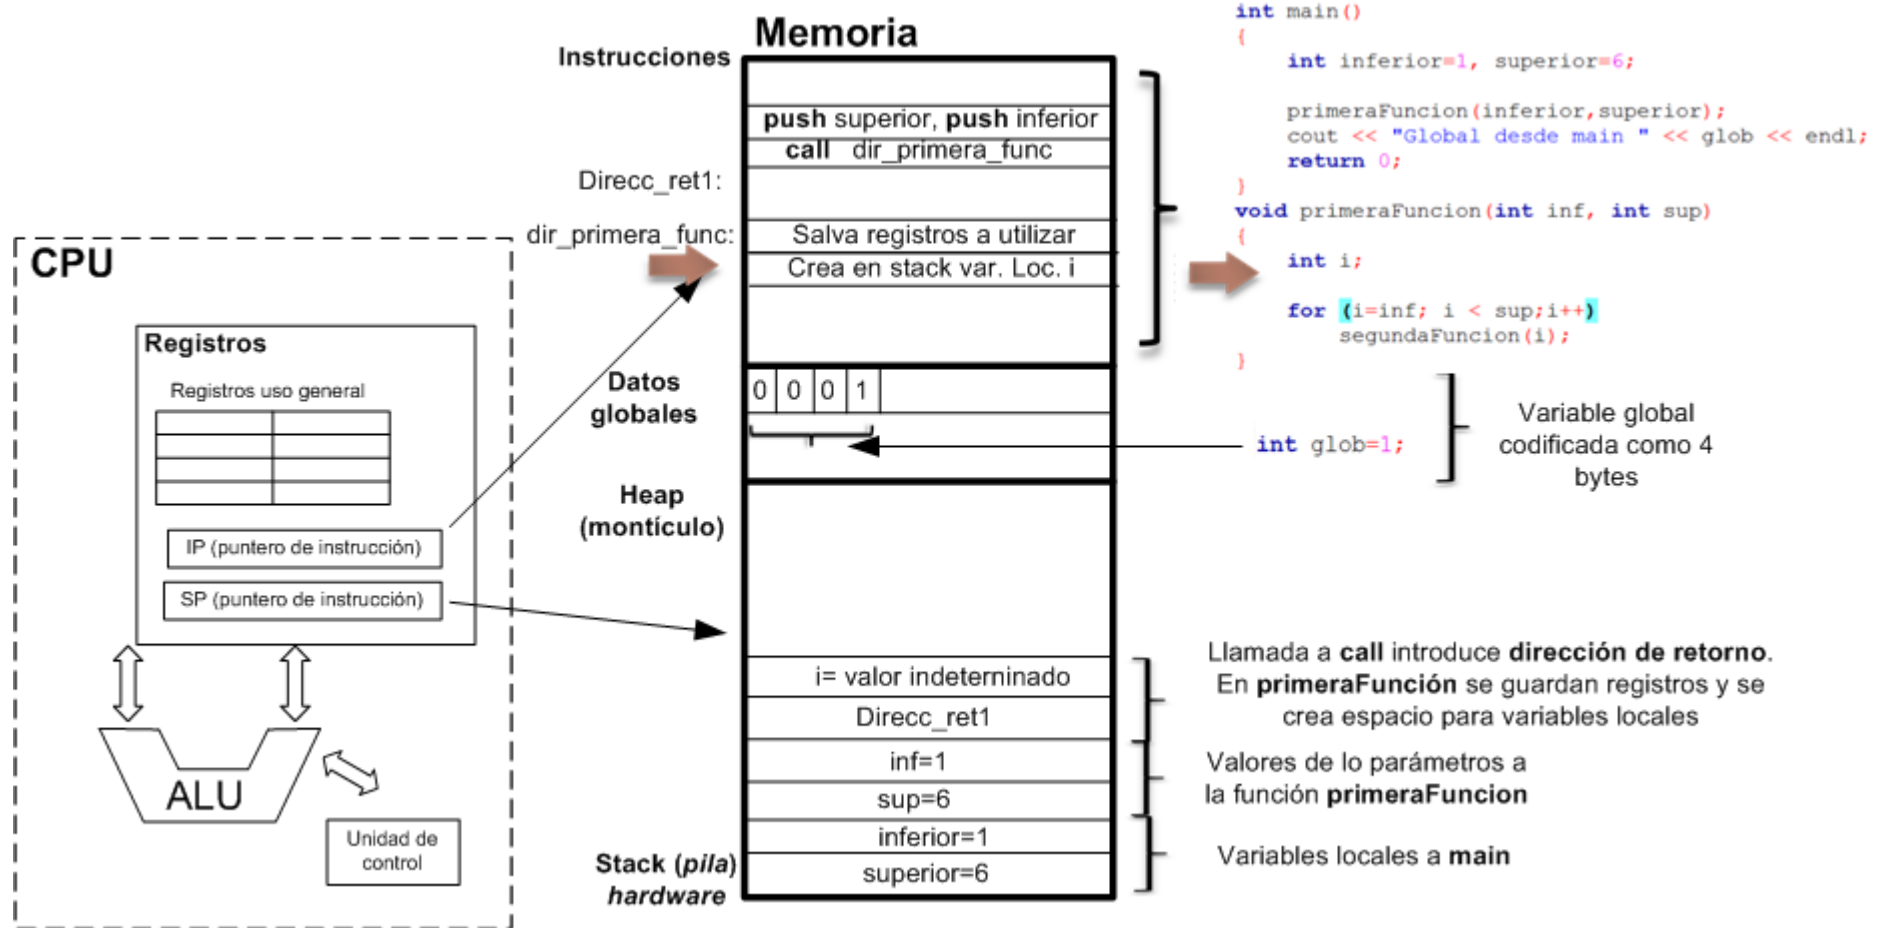 CPU
Registros
Registros uso general
IP (puntero de instrucción)
SP (puntero de instrucción)
ALU
Unidad de
control
Memoria
Instrucciones
push superior, push inferior
call dir_primera_func
Direcc_ret1:
dir_primera_func:
Salva registros a utilizar
Crea en stack var. Loc. i
Datos
globales
0 0 0 1
Heap
(montículo)
i= valor indeterninado
Direcc_ret1
inf=1
sup=6
inferior=1
superior=6
Stack (pila)
hardware
int main()
{
int inferior=1, superior=6;
primeraFuncion(inferior,superior);
cout << "Global desde main " << glob << endl;
return 0;
}
void primeraFuncion(int inf, int sup)
{
int i;
for (i=inf; i < sup;i++)
segundaFuncion(i);
}
int glob=1;
Variable global
codificada como 4
bytes
Llamada a call introduce dirección de retorno.
En primeraFunción se guardan registros y se
crea espacio para variables locales
Valores de lo parámetros a
la función primeraFuncion
Variables locales a main